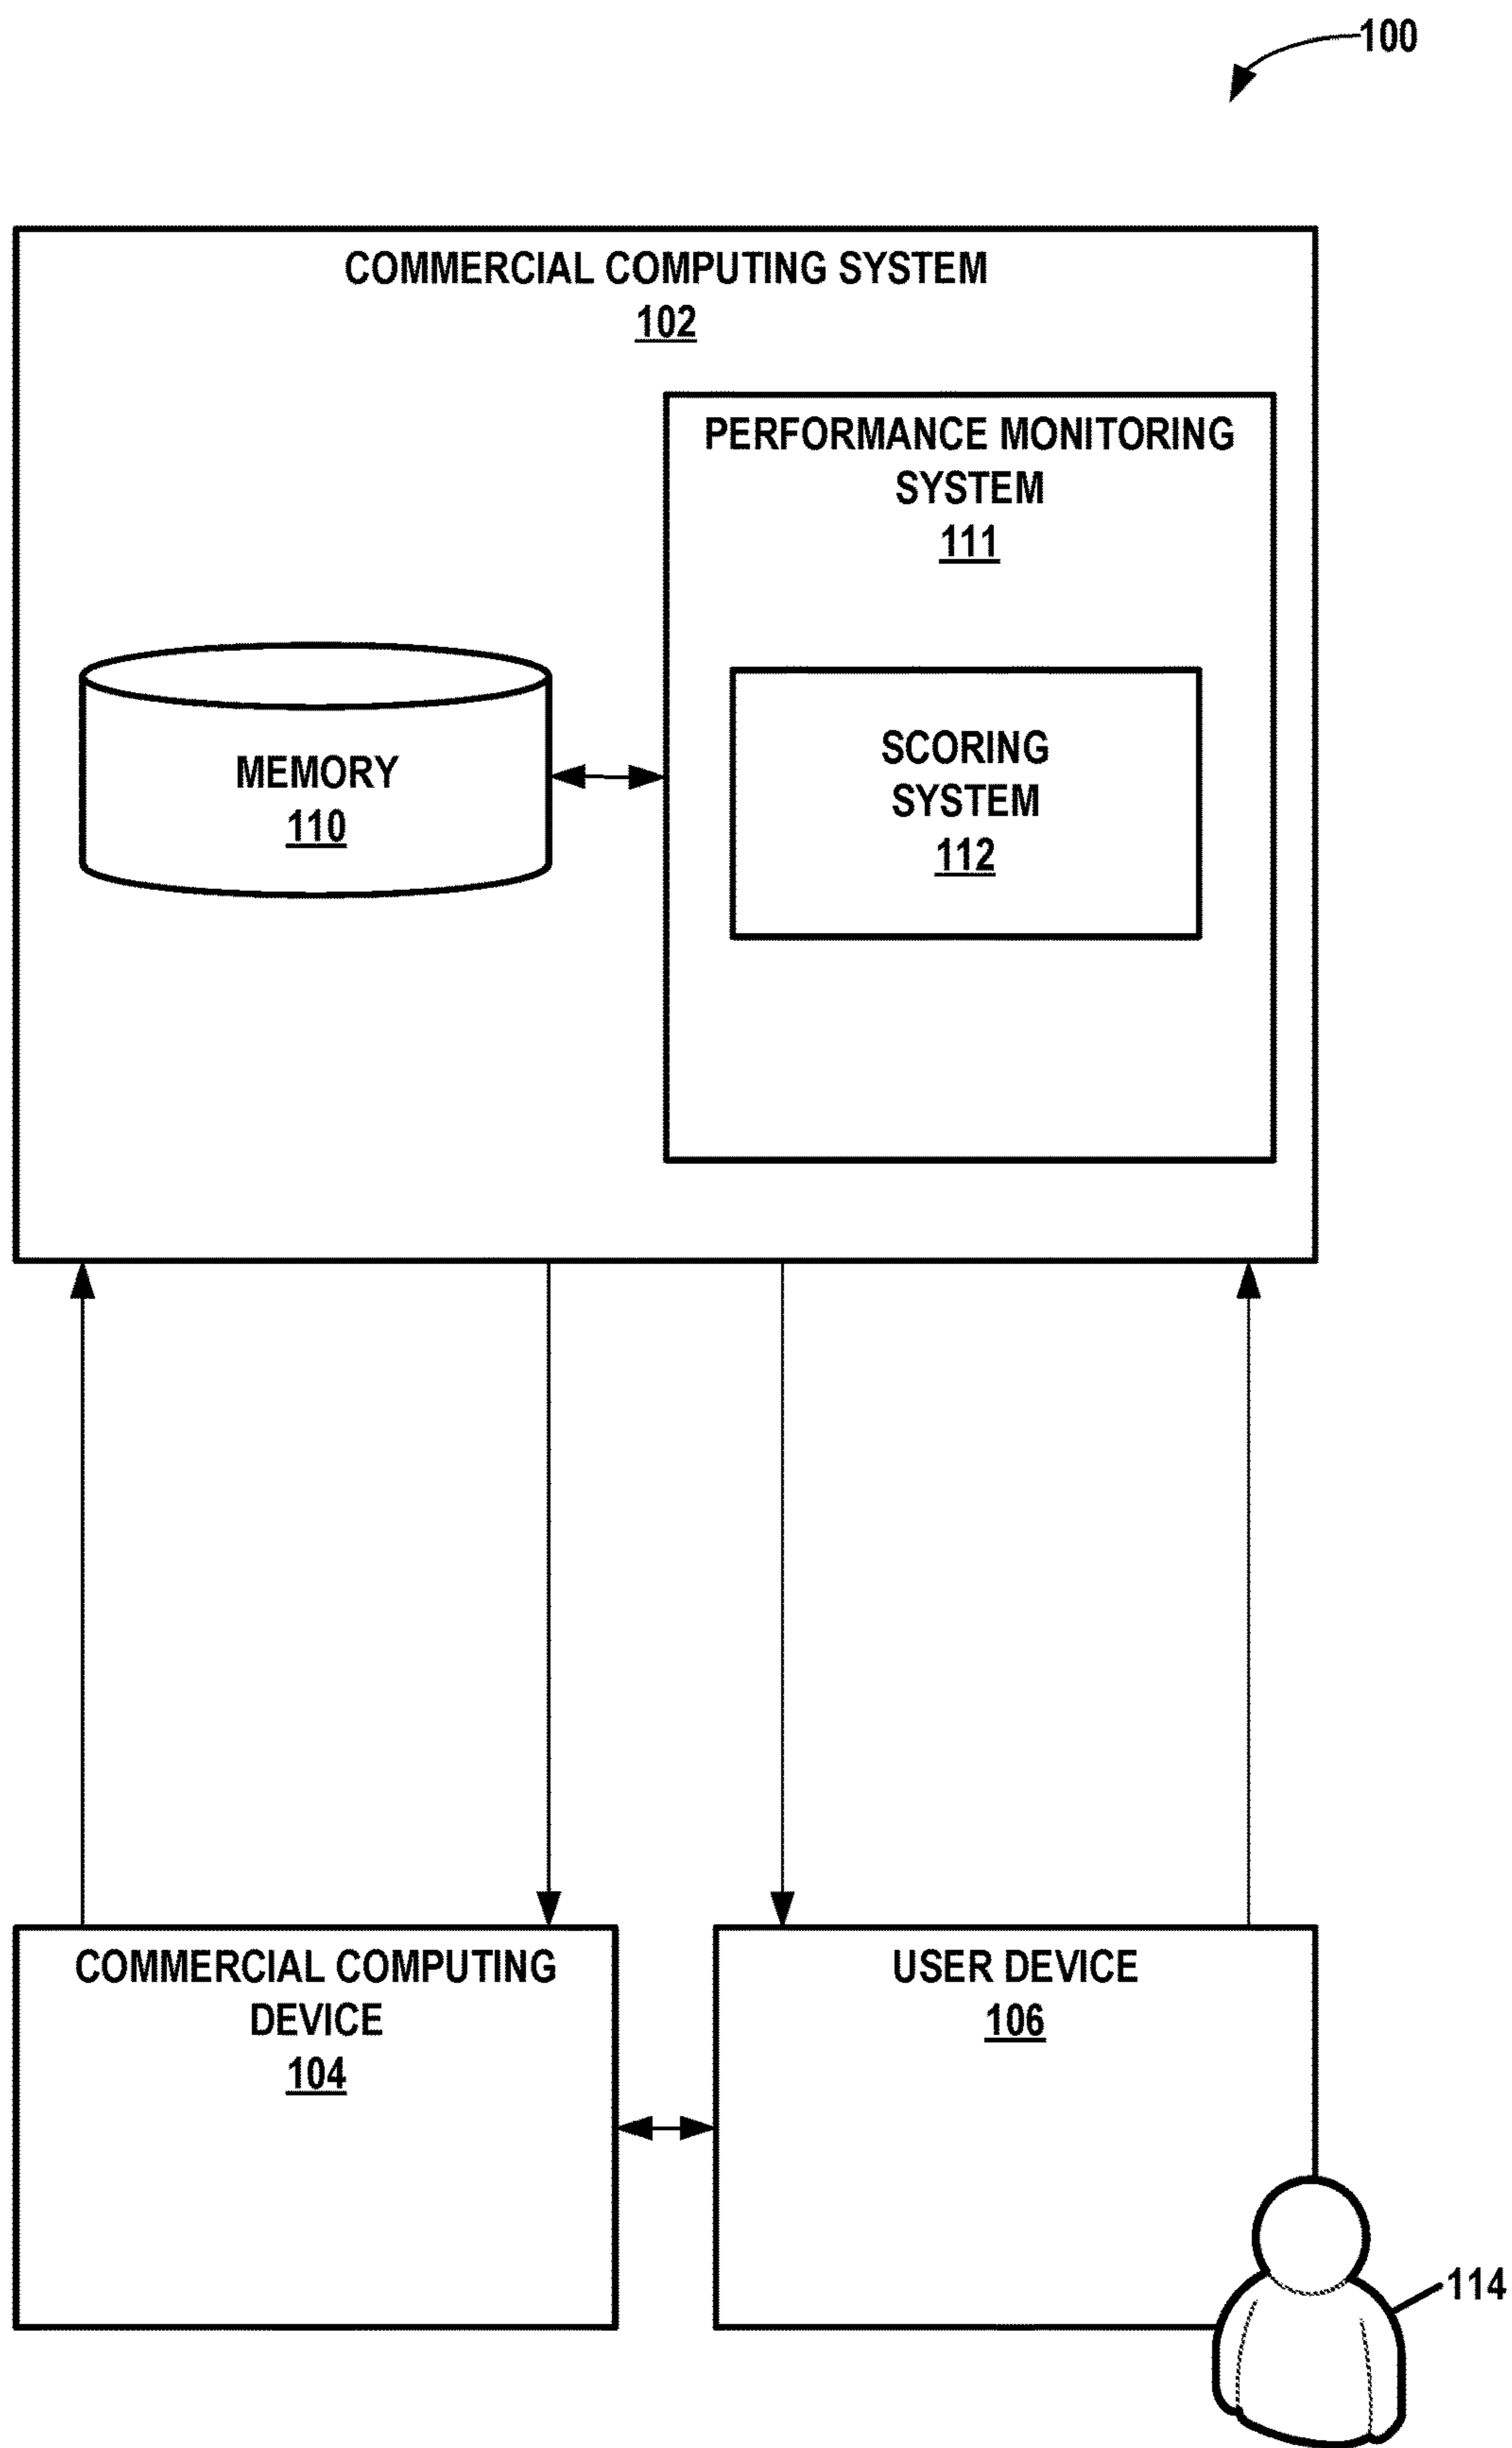 100
COMMERCIAL COMPUTING SYSTEM
102
PERFORMANCE MONITORING
SYSTEM
111
MEMORY
110
SCORING
SYSTEM
112
COMMERCIAL COMPUTING
DEVICE
104
USER DEVICE
106
114